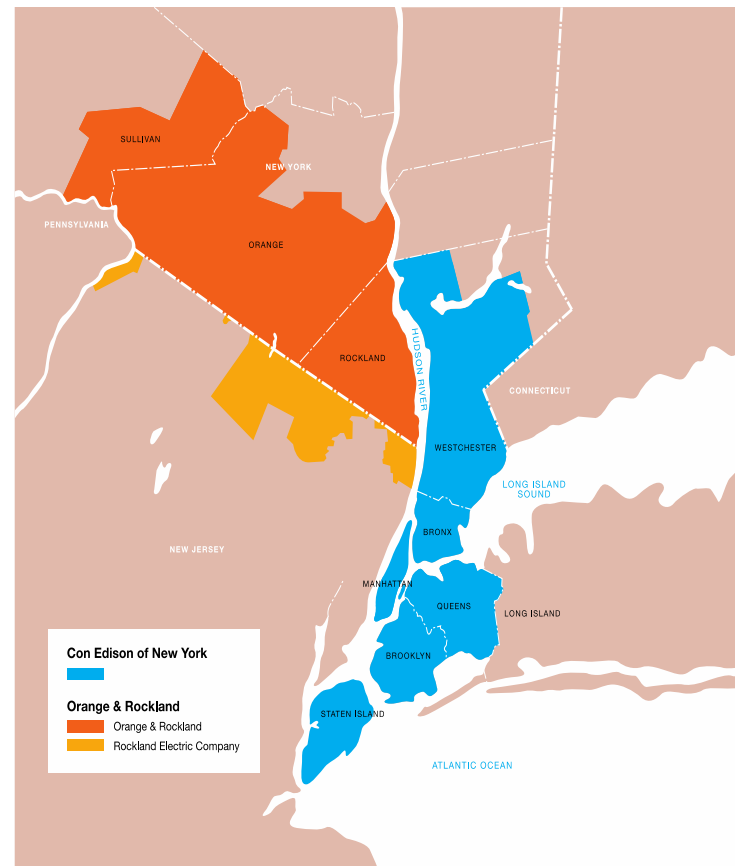 SULLIVAN
NEW YORK
PENNSYLVANIA
ORANGE
ROCKLAND
HUDSON RIVER
CONNECTICUT
WESTCHESTER
LONG ISLAND
SOUND
BRONX
NEW JERSEY
MANHATTAN
QUEENS
LONG ISLAND
BROOKLYN
STATEN ISLAND
ATLANTIC OCEAN
Con Edison of New York
Orange & Rockland
Orange & Rockland
Rockland Electric Company